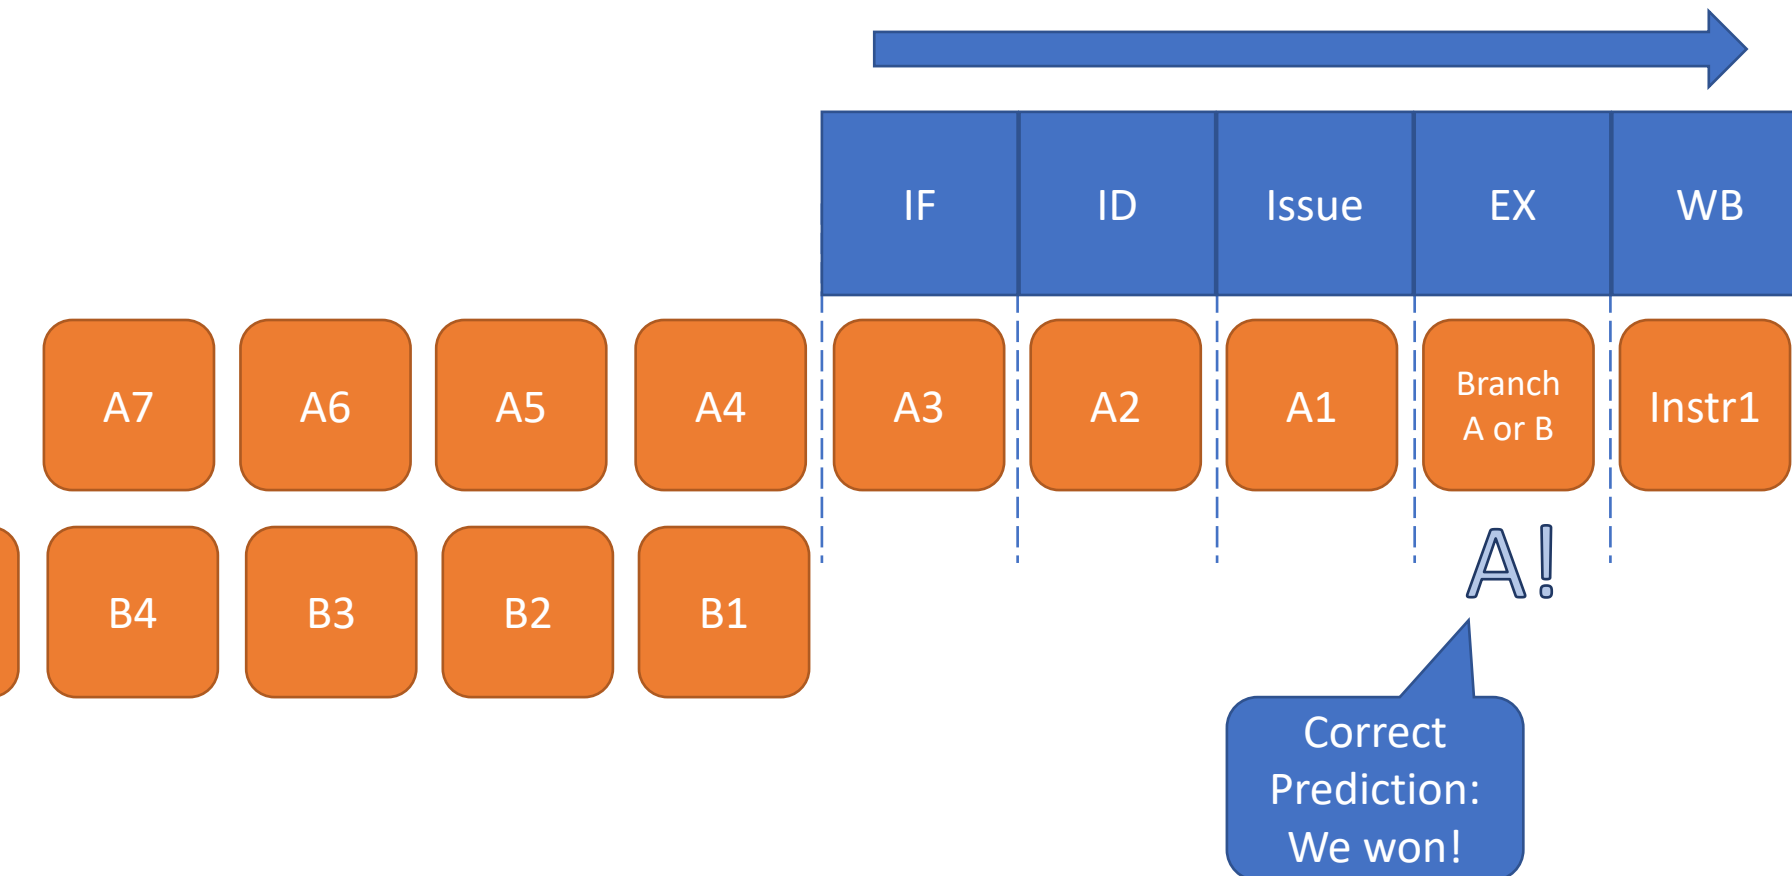 IF ID Issue EX WB
A7 A6 A5 A4 A3 A2 A1 Branch A or B Instr1
A!
B4 B3 B2 B1
Correct
Prediction:
We won!